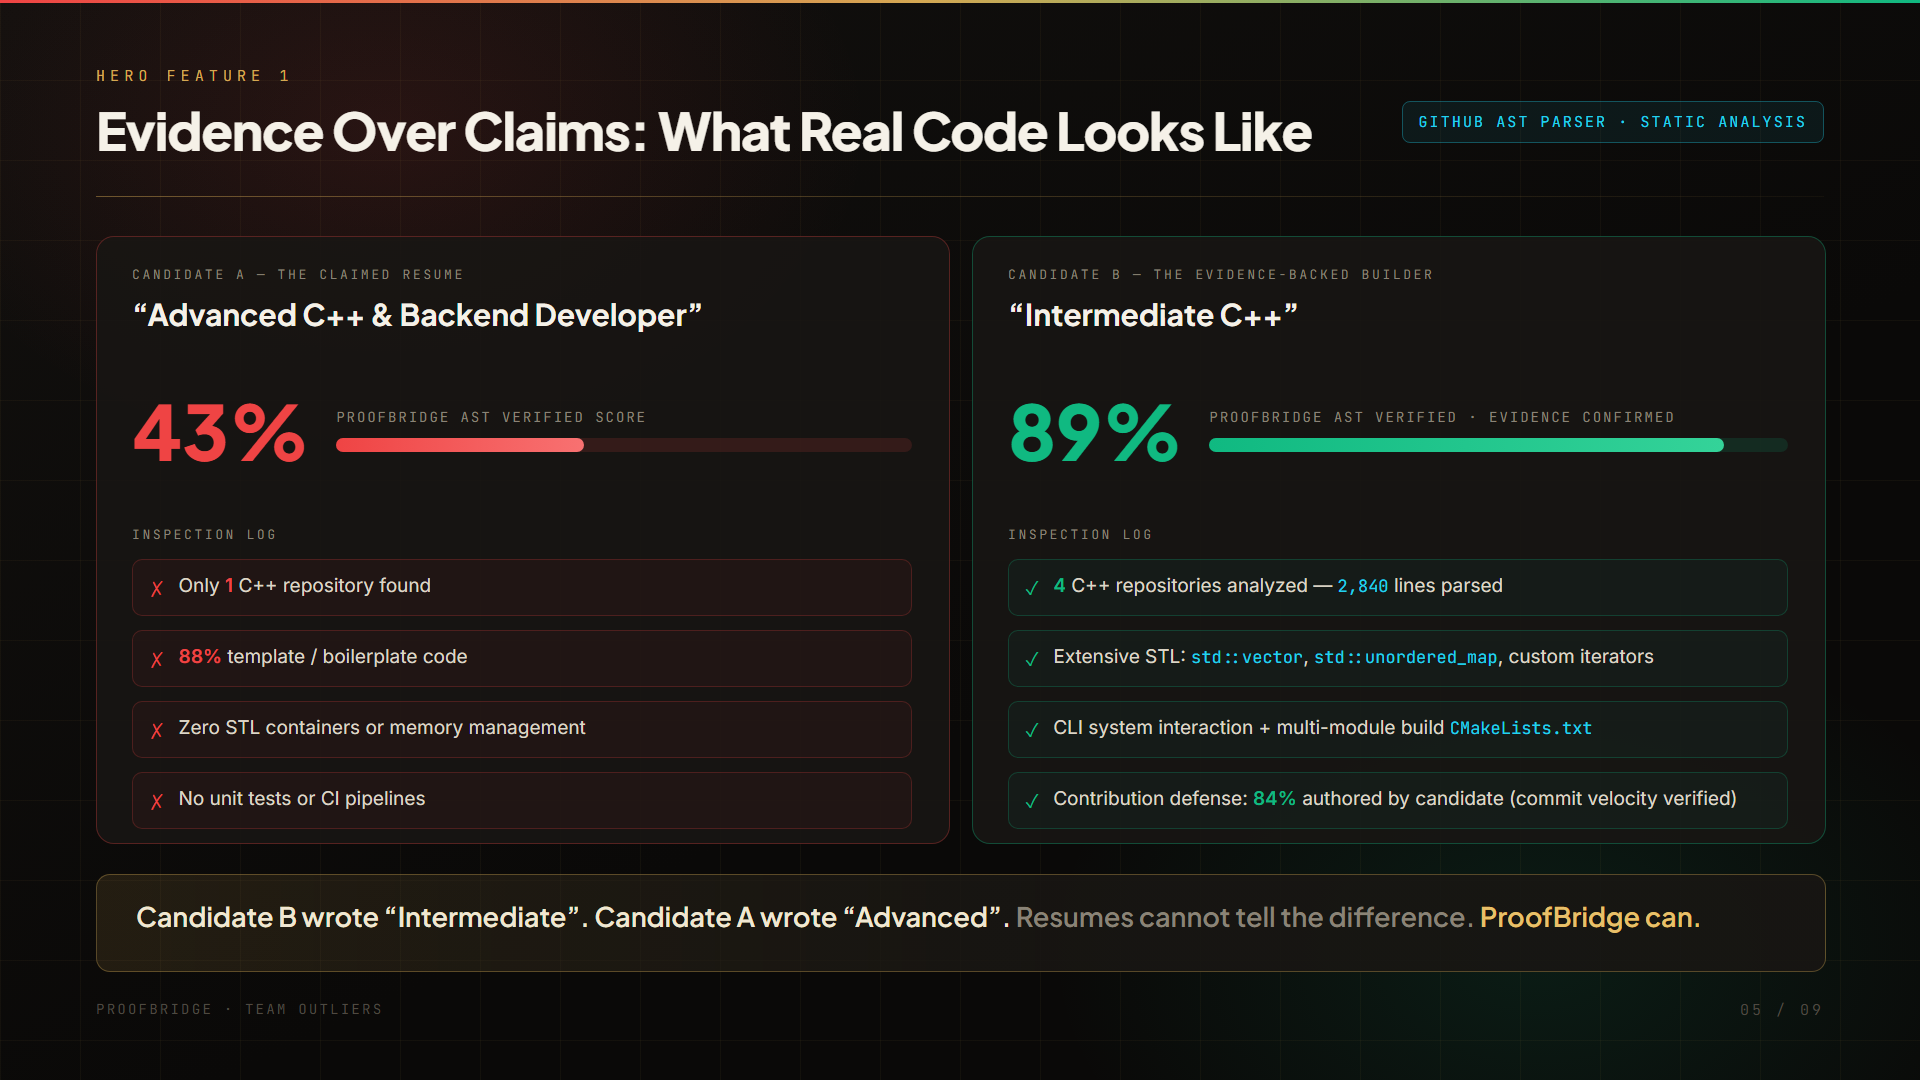 HERO FEATURE 1
Evidence Over Claims: What Real Code Looks Like
GITHUB AST PARSER · STATIC ANALYSIS
CANDIDATE A — THE CLAIMED RESUME
“Advanced C++ & Backend Developer”
43%
PROOFBRIDGE AST VERIFIED SCORE
INSPECTION LOG
✗ Only 1 C++ repository found
✗ 88% template / boilerplate code
✗ Zero STL containers or memory management
✗ No unit tests or CI pipelines
CANDIDATE B — THE EVIDENCE-BACKED BUILDER
“Intermediate C++”
89%
PROOFBRIDGE AST VERIFIED · EVIDENCE CONFIRMED
INSPECTION LOG
✓ 4 C++ repositories analyzed — 2,840 lines parsed
✓ Extensive STL: std::vector, std::unordered_map, custom iterators
✓ CLI system interaction + multi-module build CMakeLists.txt
✓ Contribution defense: 84% authored by candidate (commit velocity verified)
Candidate B wrote “Intermediate”. Candidate A wrote “Advanced”. Resumes cannot tell the difference. ProofBridge can.
PROOFBRIDGE · TEAM OUTLIERS
05 / 09